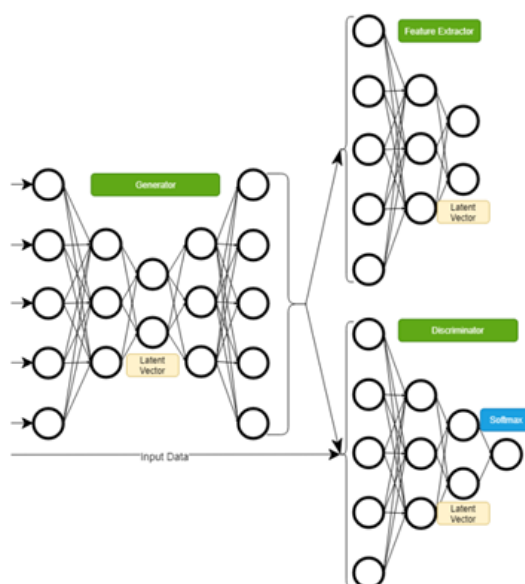 Feature Extractor
Generator
Latent
Vector
Latent
Vector
Discriminator
Softmax
Input Data
Latent
Vector